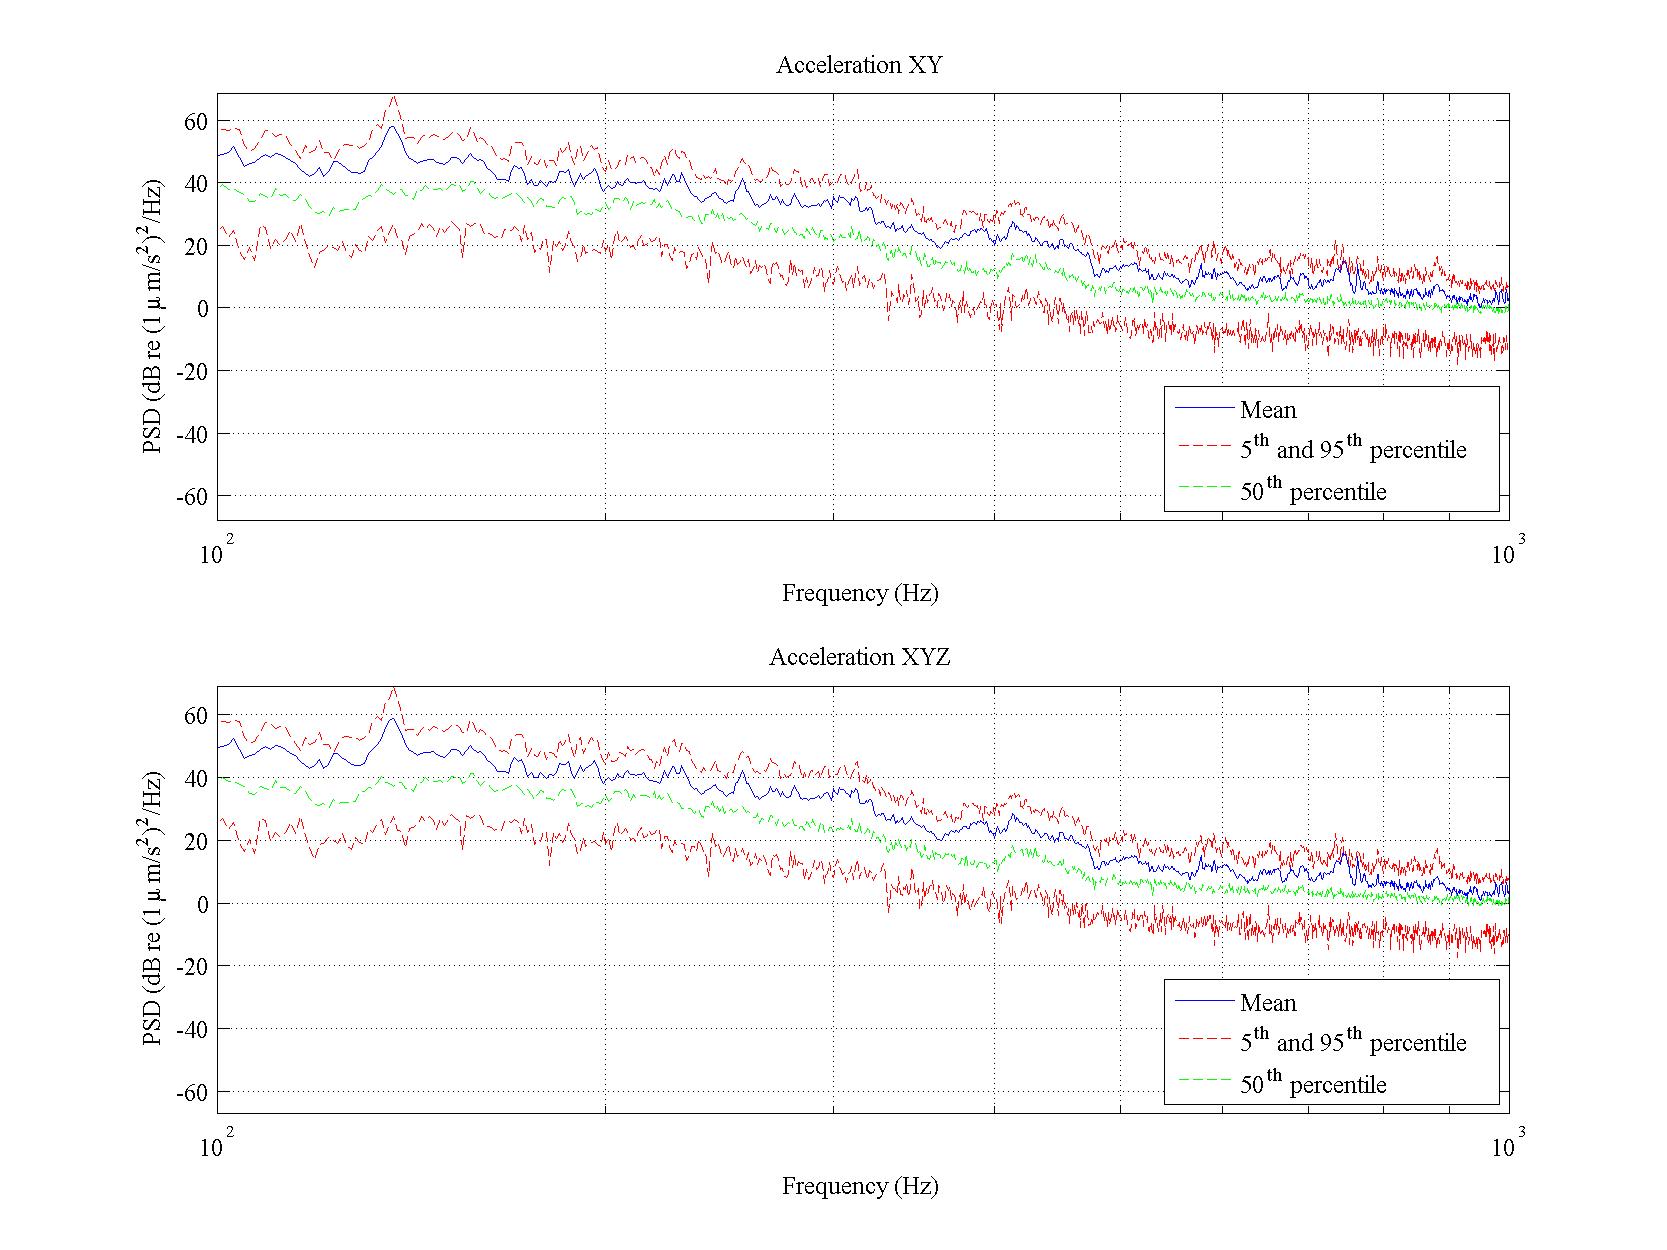 Acceleration XY
60
40
20
0
-20
-40
-60
PSD (dB re (1 μ m/s²)²/Hz)
Mean
5th and 95th percentile
50th percentile
10² 10³
Frequency (Hz)
Acceleration XYZ
60
40
20
0
-20
-40
-60
PSD (dB re (1 μ m/s²)²/Hz)
Mean
5th and 95th percentile
50th percentile
10² 10³
Frequency (Hz)